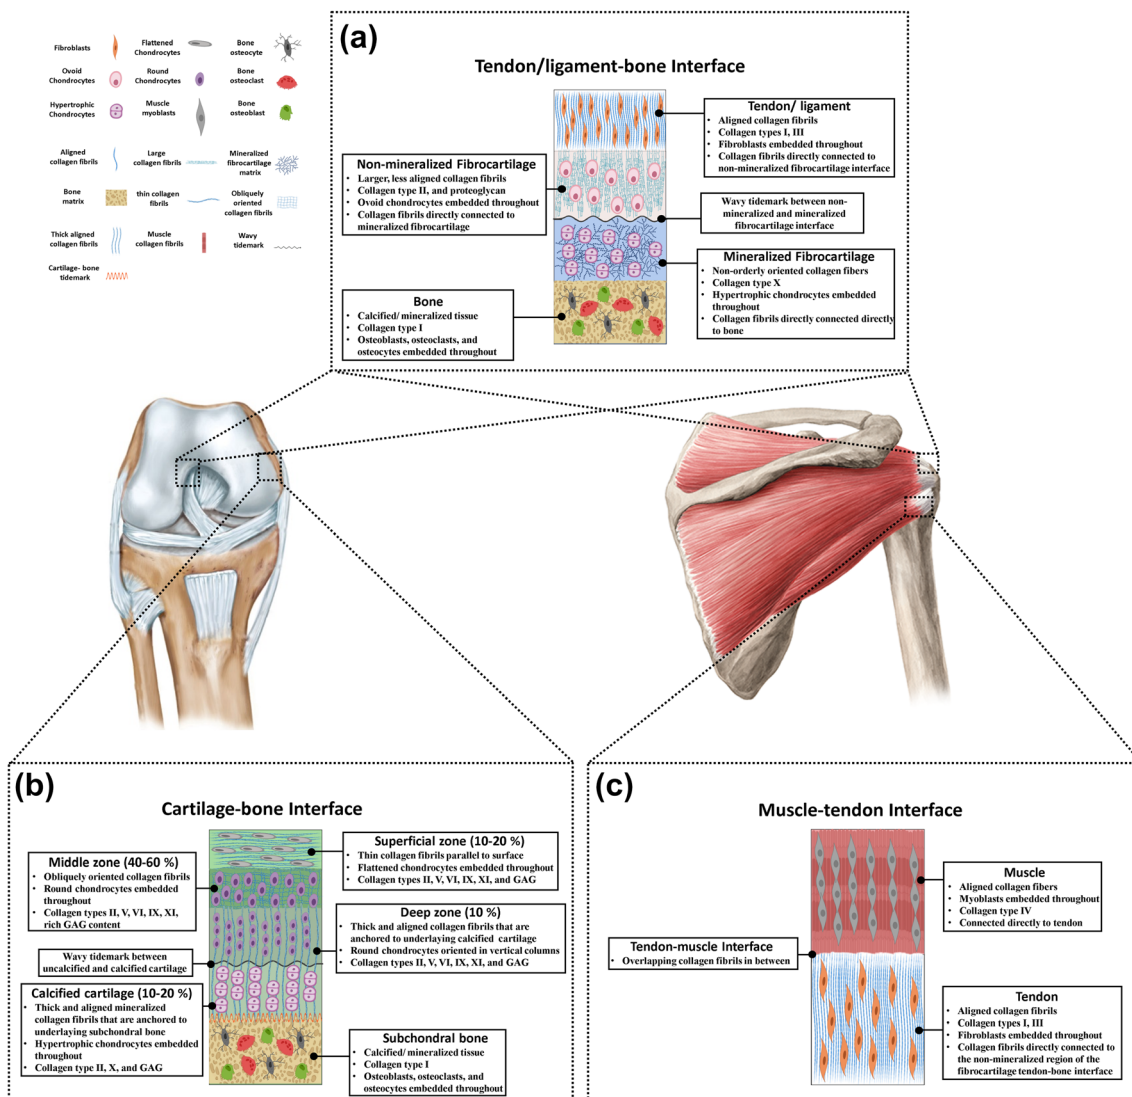 (a)
Fibroblasts
Flattened
Chondrocytes
Bone
osteocyte
Ovoid
Chondrocytes
Round
Chondrocytes
Bone
osteoclast
Hypertrophic
Chondrocytes
Muscle
myoblasts
Bone
osteoblast
Aligned
collagen fibrils
Large
collagen fibrils
Mineralized
fibrocartilage
matrix
Bone
matrix
thin collagen
fibrils
Obliquely
oriented
collagen fibrils
Thick aligned
collagen fibrils
Muscle
collagen fibrils
Wavy
tidemark
Cartilage- bone
tidemark
Tendon/ligament-bone Interface
Tendon/ ligament
• Aligned collagen fibrils
• Collagen types I, III
• Fibroblasts embedded throughout
• Collagen fibrils directly connected to
non-mineralized fibrocartilage interface
Non-mineralized Fibrocartilage
• Larger, less aligned collagen fibrils
• Collagen type II, and proteoglycan
• Ovoid chondrocytes embedded throughout
• Collagen fibrils directly connected to
mineralized fibrocartilage
Wavy tidemark between non-
mineralized and mineralized
fibrocartilage interface
Mineralized Fibrocartilage
• Non-orderly oriented collagen fibers
• Collagen type X
• Hypertrophic chondrocytes embedded
throughout
• Collagen fibrils directly connected directly
to bone
Bone
• Calcified/ mineralized tissue
• Collagen type I
• Osteoblasts, osteoclasts, and
osteocytes embedded throughout
(b)
Cartilage-bone Interface
Superficial zone (10-20 %)
• Thin collagen fibrils parallel to surface
• Flattened chondrocytes embedded throughout
• Collagen types II, V, VI, IX, XI, and GAG
Middle zone (40-60 %)
• Obliquely oriented collagen fibrils
• Round chondrocytes embedded
throughout
• Collagen types II, V, VI, IX, XI,
rich GAG content
Deep zone (10 %)
• Thick and aligned collagen fibrils that are
anchored to underlaying calcified cartilage
• Round chondrocytes oriented in vertical columns
• Collagen types II, V, VI, IX, XI, and GAG
Wavy tidemark between
uncalcified and calcified cartilage
Calcified cartilage (10-20 %)
• Thick and aligned mineralized
collagen fibrils that are anchored to
underlaying subchondral bone
• Hypertrophic chondrocytes embedded
throughout
• Collagen type II, X, and GAG
Subchondral bone
• Calcified/ mineralized tissue
• Collagen type I
• Osteoblasts, osteoclasts, and
osteocytes embedded throughout
(c)
Muscle-tendon Interface
Muscle
• Aligned collagen fibers
• Myoblasts embedded throughout
• Collagen type IV
• Connected directly to tendon
Tendon-muscle Interface
• Overlapping collagen fibrils in between
Tendon
• Aligned collagen fibrils
• Collagen types I, III
• Fibroblasts embedded throughout
• Collagen fibrils directly connected to
the non-mineralized region of the
fibrocartilage tendon-bone interface